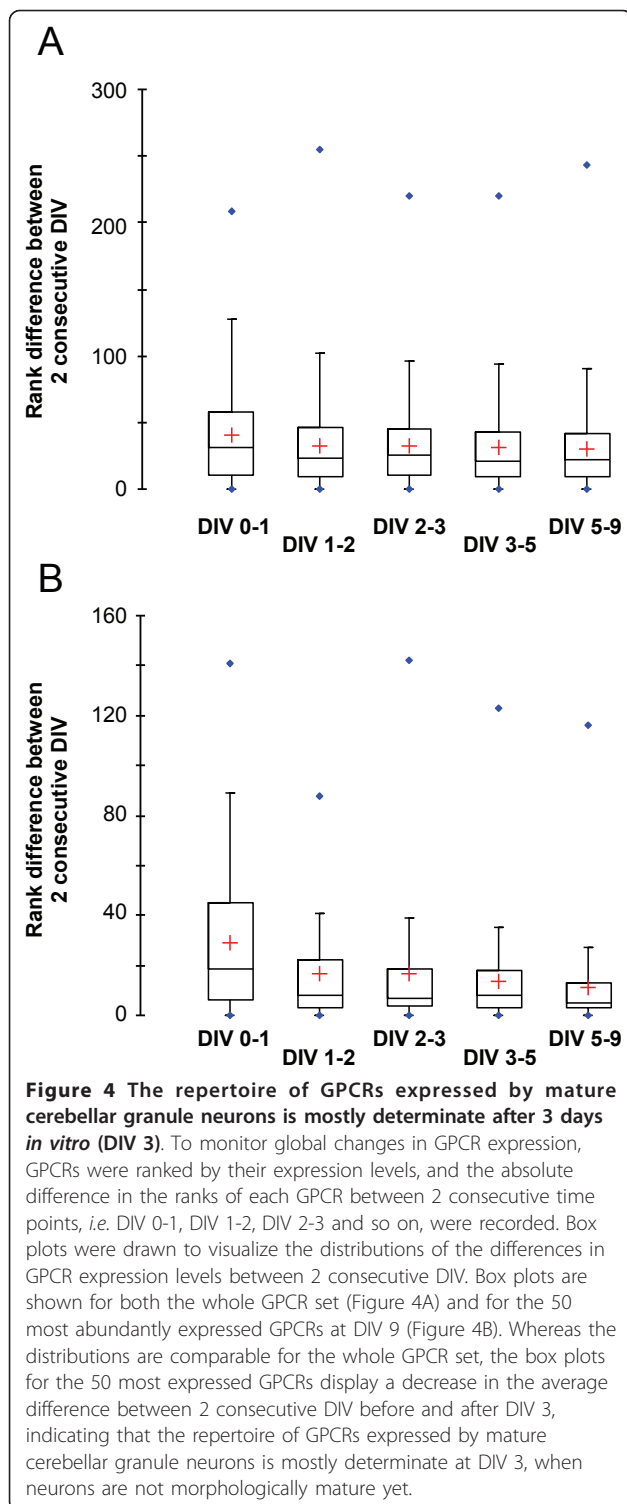 A
300
200
100
0
Rank difference between
2 consecutive DIV
DIV 0-1
DIV 1-2
DIV 2-3
DIV 3-5
DIV 5-9
B
160
120
80
40
0
Rank difference between
2 consecutive DIV
DIV 0-1
DIV 1-2
DIV 2-3
DIV 3-5
DIV 5-9
Figure 4 The repertoire of GPCRs expressed by mature
cerebellar granule neurons is mostly determinate after 3 days
in vitro (DIV 3). To monitor global changes in GPCR expression,
GPCRs were ranked by their expression levels, and the absolute
difference in the ranks of each GPCR between 2 consecutive time
points, i.e. DIV 0-1, DIV 1-2, DIV 2-3 and so on, were recorded. Box
plots were drawn to visualize the distributions of the differences in
GPCR expression levels between 2 consecutive DIV. Box plots are
shown for both the whole GPCR set (Figure 4A) and for the 50
most abundantly expressed GPCRs at DIV 9 (Figure 4B). Whereas the
distributions are comparable for the whole GPCR set, the box plots
for the 50 most expressed GPCRs display a decrease in the average
difference between 2 consecutive DIV before and after DIV 3,
indicating that the repertoire of GPCRs expressed by mature
cerebellar granule neurons is mostly determinate at DIV 3, when
neurons are not morphologically mature yet.